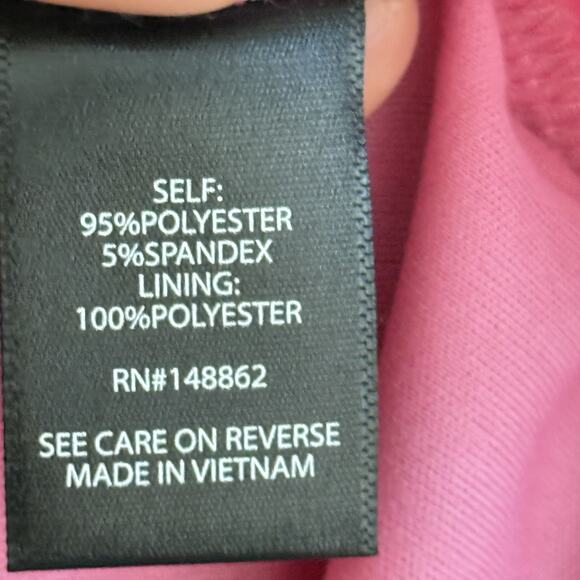 SELF:
95%POLYESTER
5%SPANDEX
LINING:
100%POLYESTER
RN#148862
SEE CARE ON REVERSE
MADE IN VIETNAM